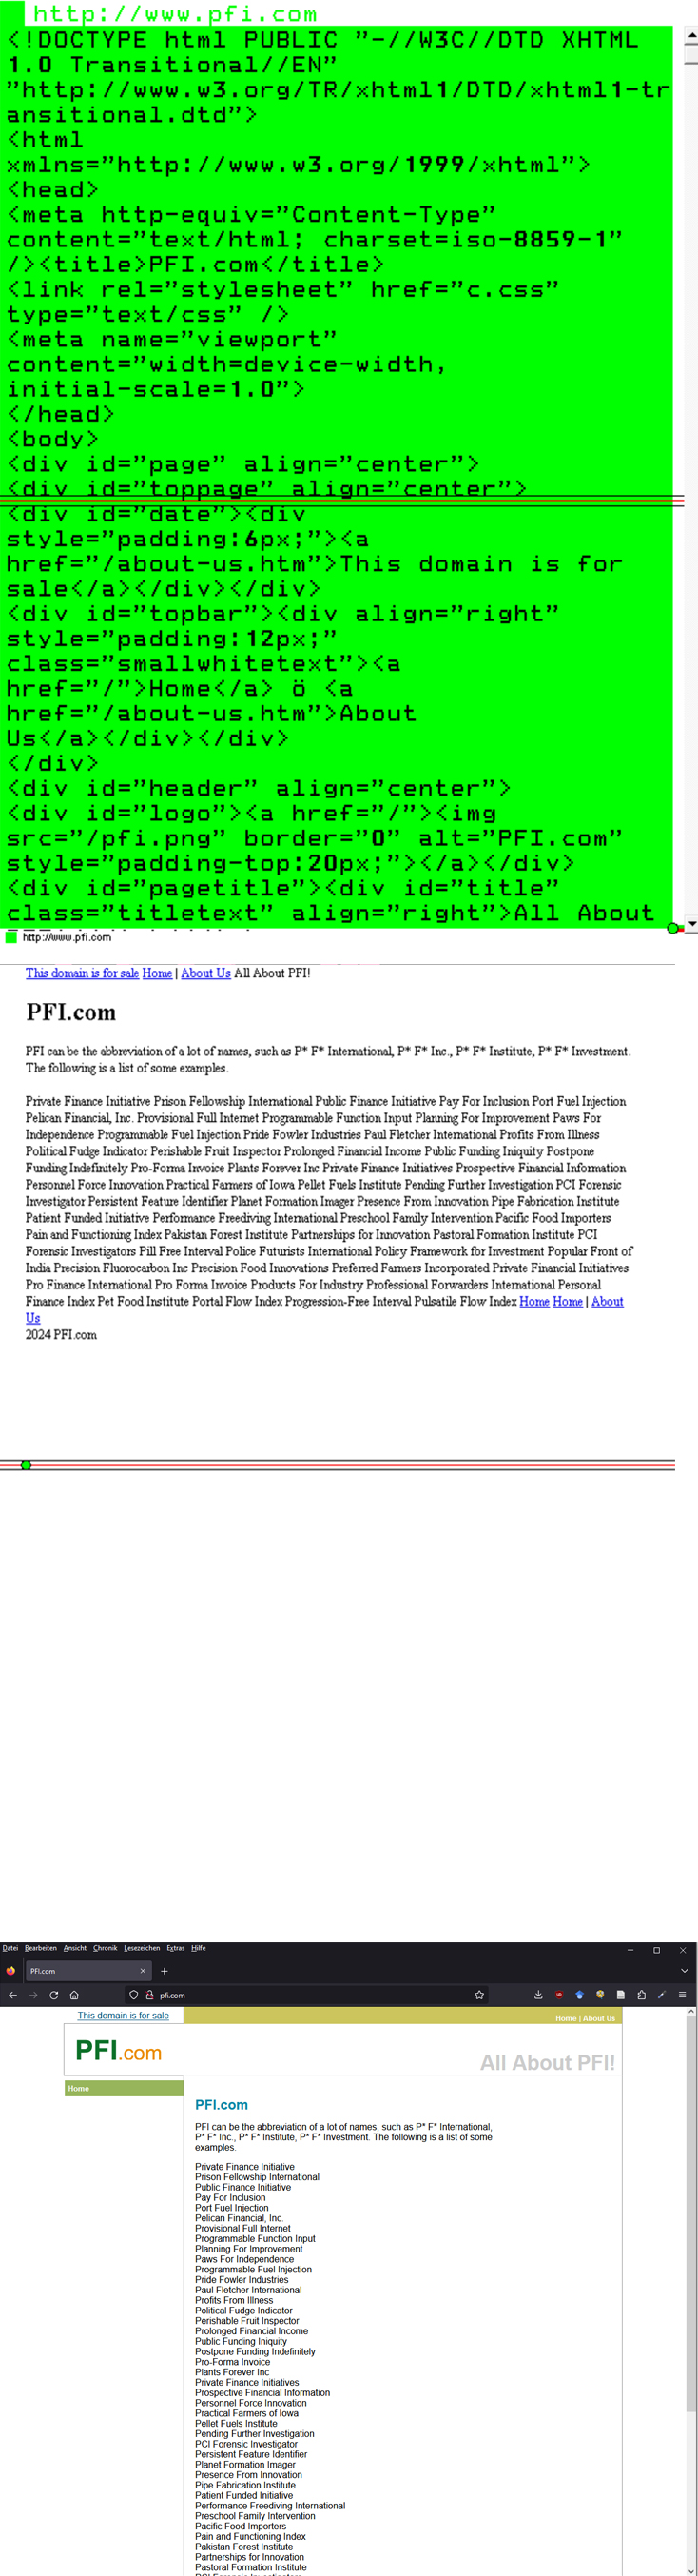 http://www.pfi.com
<!DOCTYPE html PUBLIC "-//W3C//DTD XHTML
1.0 Transitional//EN"
"http://www.w3.org/TR/xhtml1/DTD/xhtml1-tr
ansitional.dtd">
<html
xmlns="http://www.w3.org/1999/xhtml">
<head>
<meta http-equiv="Content-Type"
content="text/html; charset=iso-8859-1"
/><title>PFI.com</title>
<link rel="stylesheet" href="c.css"
type="text/css" />
<meta name="viewport"
content="width=device-width,
initial-scale=1.0">
</head>
<body>
<div id="page" align="center">
<div id="toppage" align="center">
<div id="date"><div
style="padding:6px;"><a
href="/about-us.htm">This domain is for
sale</a></div></div>
<div id="topbar"><div align="right"
style="padding:12px;"
class="smallwhitetext"><a
href="/">Home</a> ö <a
href="/about-us.htm">About
Us</a></div></div>
</div>
<div id="header" align="center">
<div id="logo"><a href="/"><img
src="/pfi.png" border="0" alt="PFI.com"
style="padding-top:20px;"></a></div>
<div id="pagetitle"><div id="title"
class="titletext" align="right">All About
http://www.pfi.com
This domain is for sale Home | About Us All About PFI!
PFI.com
PFI can be the abbreviation of a lot of names, such as P* F* International, P* F* Inc., P* F* Institute, P* F* Investment.
The following is a list of some examples.
Private Finance Initiative Prison Fellowship International Public Finance Initiative Pay For Inclusion Port Fuel Injection
Pelican Financial, Inc. Provisional Full Internet Programmable Function Input Planning For Improvement Paws For
Independence Programmable Fuel Injection Pride Fowler Industries Paul Fletcher International Profits From Illness
Political Fudge Indicator Perishable Fruit Inspector Prolonged Financial Income Public Funding Iniquity Postpone
Funding Indefinitely Pro-Forma Invoice Plants Forever Inc Private Finance Initiatives Prospective Financial Information
Personnel Force Innovation Practical Farmers of Iowa Pellet Fuels Institute Pending Further Investigation PCI Forensic
Investigator Persistent Feature Identifier Planet Formation Imager Presence From Innovation Pipe Fabrication Institute
Patient Funded Initiative Performance Freediving International Preschool Family Intervention Pacific Food Importers
Pain and Functioning Index Pakistan Forest Institute Partnerships for Innovation Pastoral Formation Institute PCI
Forensic Investigators Pill Free Interval Police Futurists International Policy Framework for Investment Popular Front of
India Precision Fluorocarbon Inc Precision Food Innovations Preferred Farmers Incorporated Private Financial Initiatives
Pro Finance International Pro Forma Invoice Products For Industry Professional Forwarders International Personal
Finance Index Pet Food Institute Portal Flow Index Progression-Free Interval Pulsatile Flow Index Home Home | About
Us
2024 PFI.com
Datei Bearbeiten Ansicht Chronik Lesezeichen Extras Hilfe
PFI.com
pfi.com
This domain is for sale
Home | About Us
PFI.com
All About PFI!
Home
PFI.com
PFI can be the abbreviation of a lot of names, such as P* F* International,
P* F* Inc., P* F* Institute, P* F* Investment. The following is a list of some
examples.
Private Finance Initiative
Prison Fellowship International
Public Finance Initiative
Pay For Inclusion
Port Fuel Injection
Pelican Financial, Inc.
Provisional Full Internet
Programmable Function Input
Planning For Improvement
Paws For Independence
Programmable Fuel Injection
Pride Fowler Industries
Paul Fletcher International
Profits From Illness
Political Fudge Indicator
Perishable Fruit Inspector
Prolonged Financial Income
Public Funding Iniquity
Postpone Funding Indefinitely
Pro-Forma Invoice
Plants Forever Inc
Private Finance Initiatives
Prospective Financial Information
Personnel Force Innovation
Practical Farmers of Iowa
Pellet Fuels Institute
Pending Further Investigation
PCI Forensic Investigator
Persistent Feature Identifier
Planet Formation Imager
Presence From Innovation
Pipe Fabrication Institute
Patient Funded Initiative
Performance Freediving International
Preschool Family Intervention
Pacific Food Importers
Pain and Functioning Index
Pakistan Forest Institute
Partnerships for Innovation
Pastoral Formation Institute